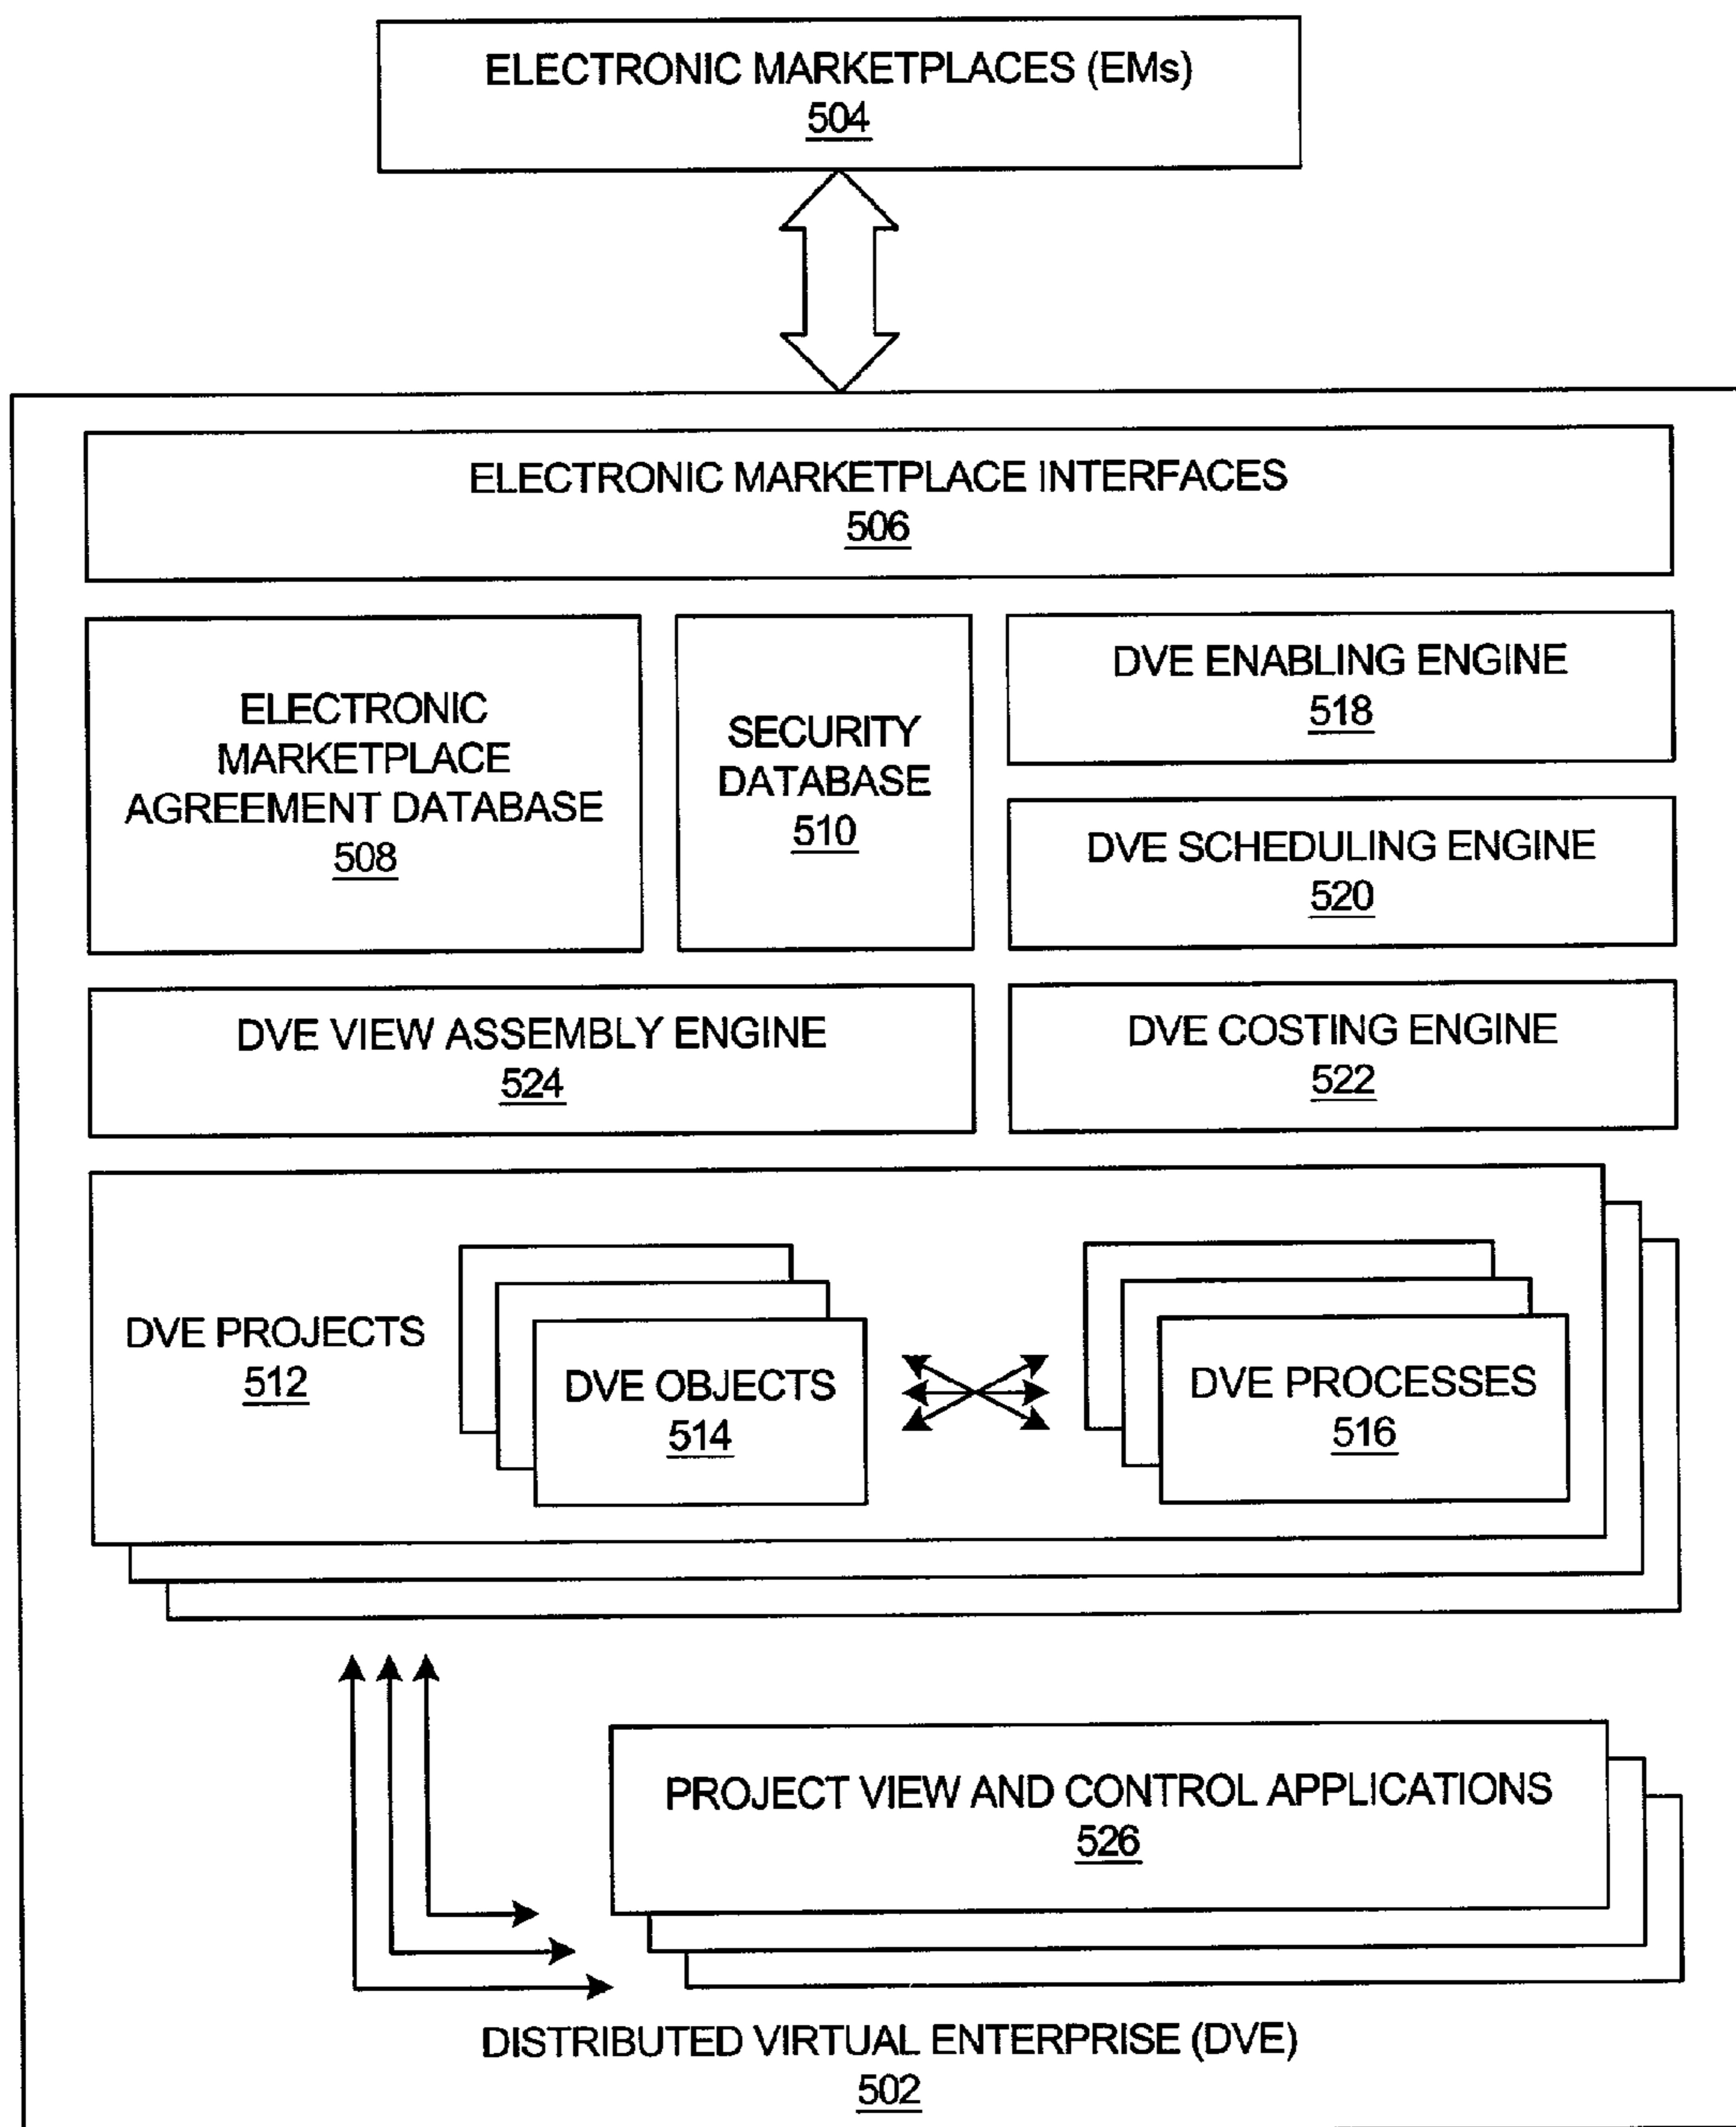 ELECTRONIC MARKETPLACES (EMs)
504
ELECTRONIC MARKETPLACE INTERFACES
506
ELECTRONIC
MARKETPLACE
AGREEMENT DATABASE
508
SECURITY
DATABASE
510
DVE ENABLING ENGINE
518
DVE SCHEDULING ENGINE
520
DVE VIEW ASSEMBLY ENGINE
524
DVE COSTING ENGINE
522
DVE PROJECTS
512
DVE OBJECTS
514
DVE PROCESSES
516
PROJECT VIEW AND CONTROL APPLICATIONS
526
DISTRIBUTED VIRTUAL ENTERPRISE (DVE)
502